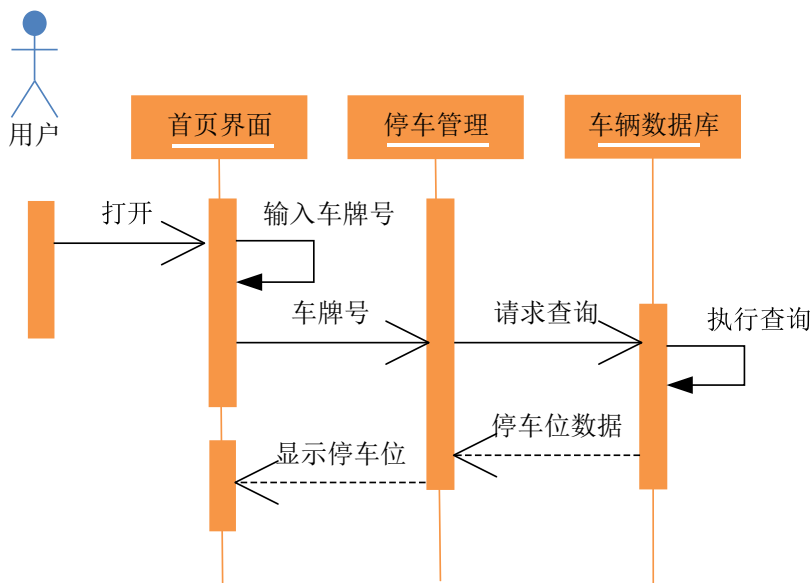 用户
首页界面
停车管理
车辆数据库
打开
输入车牌号
车牌号
请求查询
执行查询
停车位数据
显示停车位